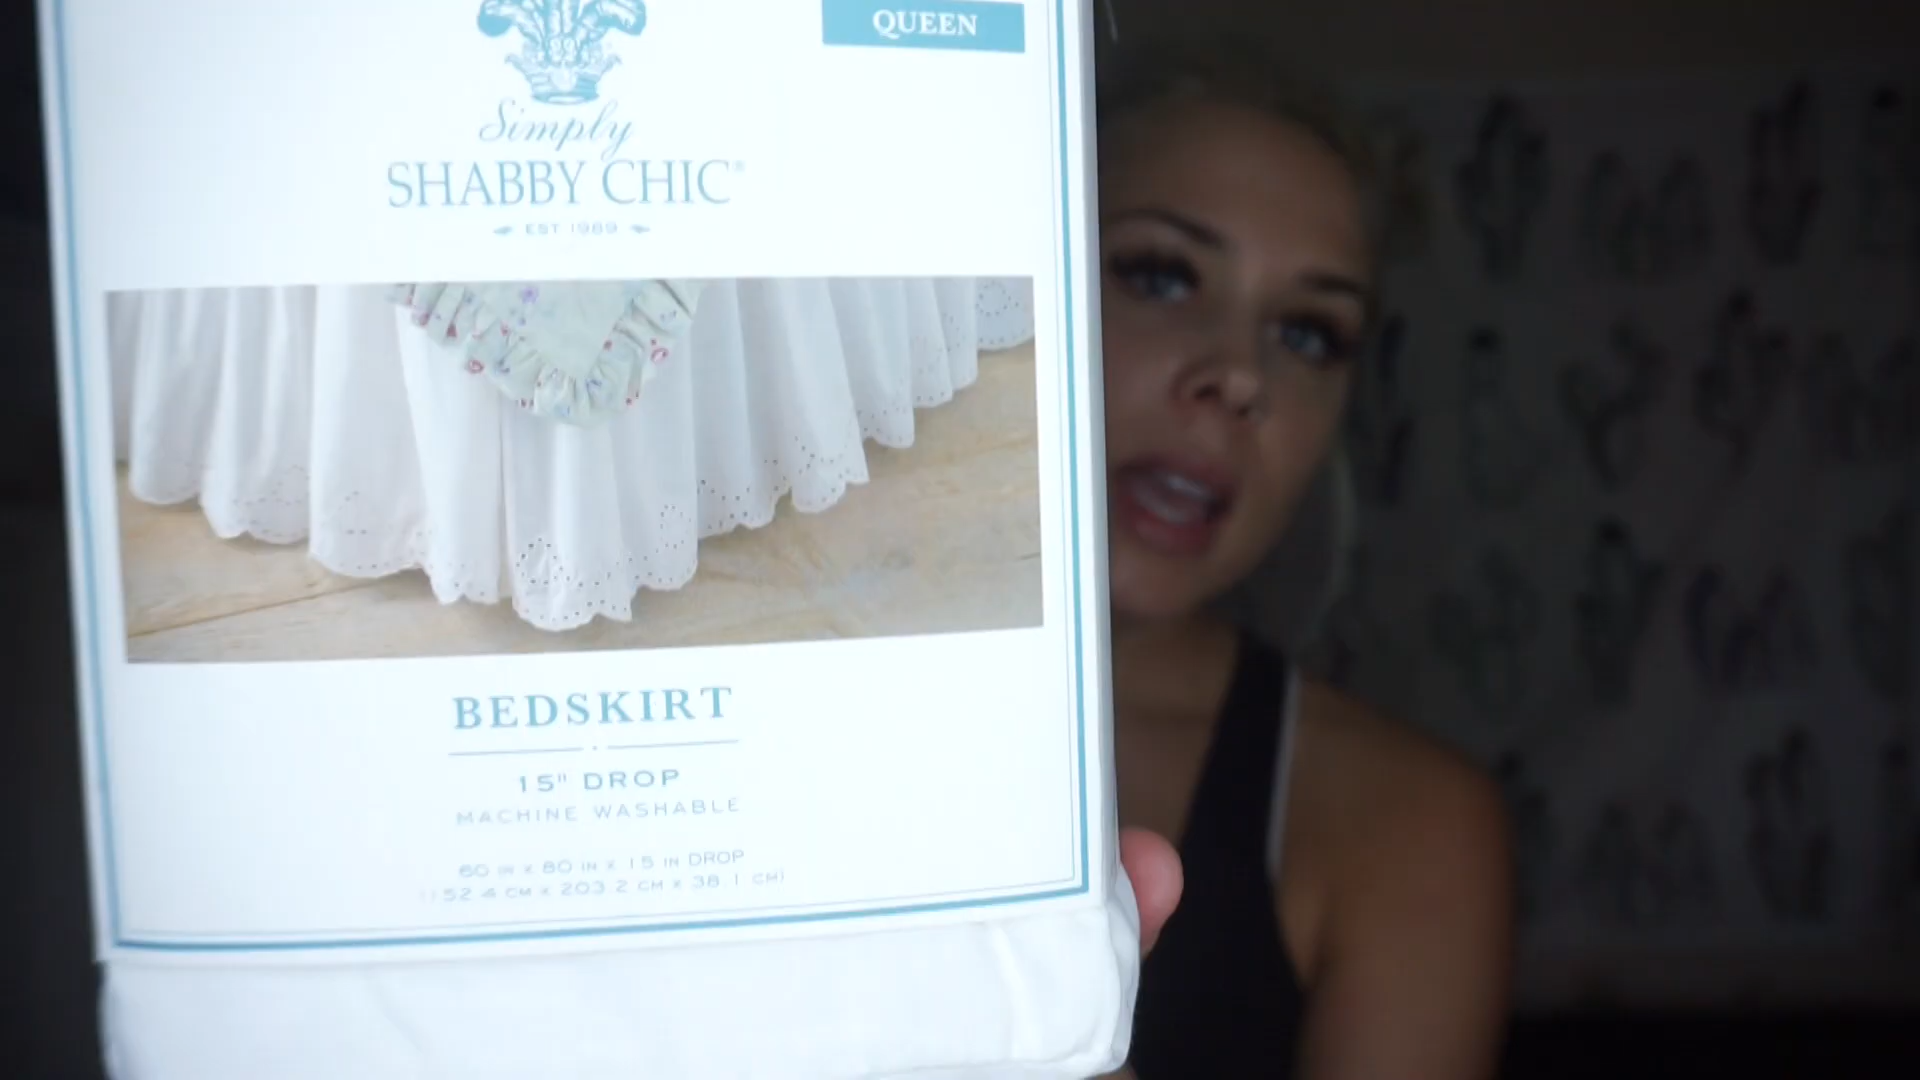 QUEEN
Simply
SHABBY CHIC®
EST 1989
BEDSKIRT
15" DROP
MACHINE WASHABLE
60 IN X 80 IN X 15 IN DROP
(152.4 CM X 203.2 CM X 38.1 CM)